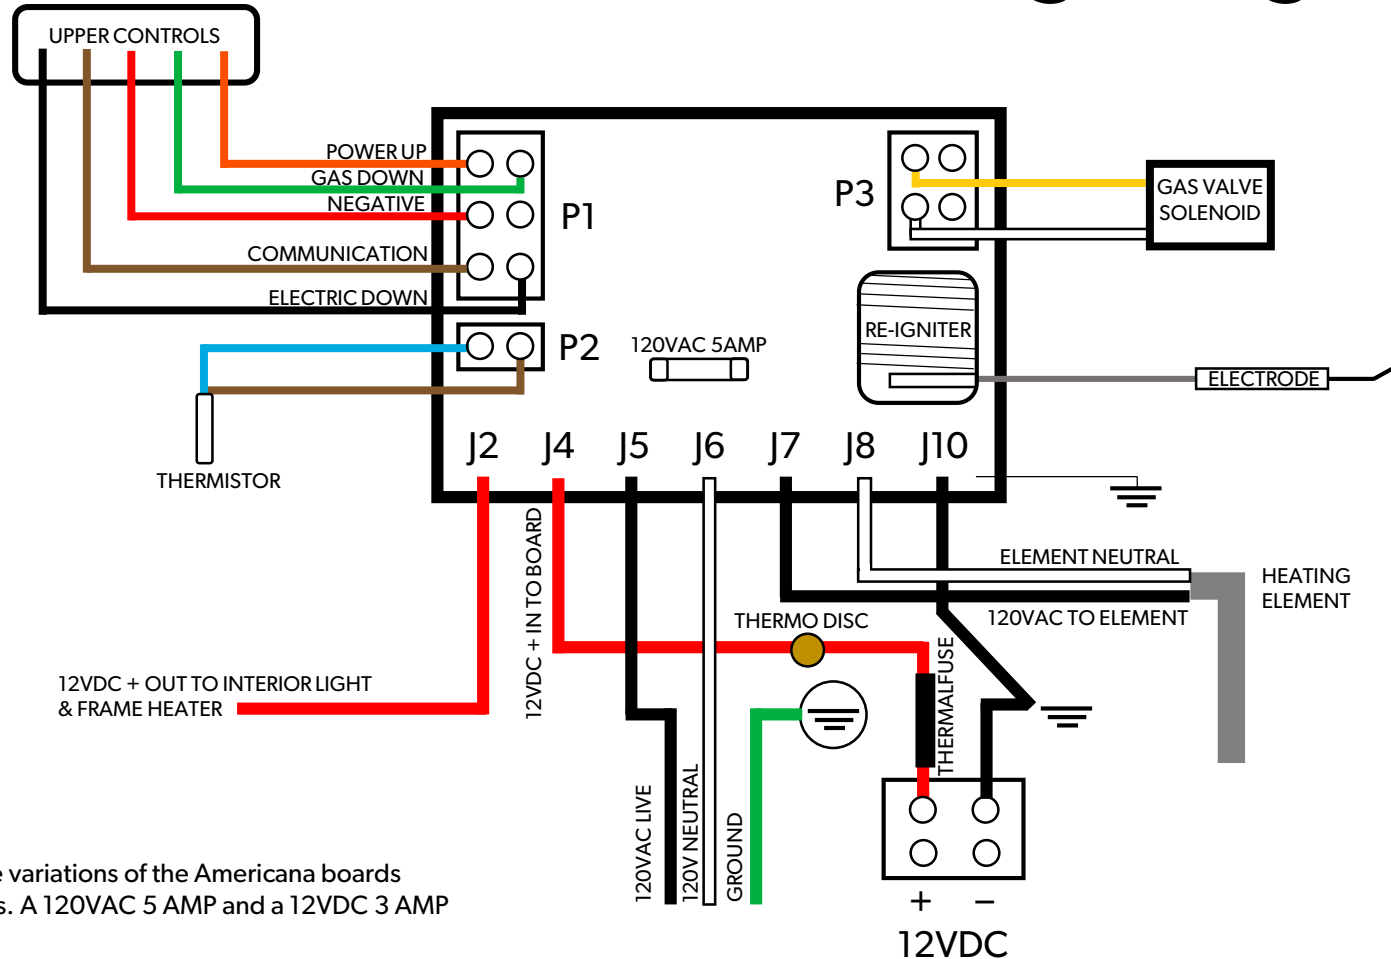 UPPER CONTROLS
POWER UP
GAS DOWN
NEGATIVE
COMMUNICATION
ELECTRIC DOWN
P1
P2
P3
GAS VALVE
SOLENOID
120VAC 5AMP
RE-IGNITER
ELECTRODE
THERMISTOR
J2
J4
J5
J6
J7
J8
J10
12VDC + IN TO BOARD
ELEMENT NEUTRAL
120VAC TO ELEMENT
HEATING
ELEMENT
THERMO DISC
THERMALFUSE
12VDC + OUT TO INTERIOR LIGHT
& FRAME HEATER
120VAC LIVE
120V NEUTRAL
GROUND
+ −
12VDC
variations of the Americana boards
A 120VAC 5 AMP and a 12VDC 3 AMP